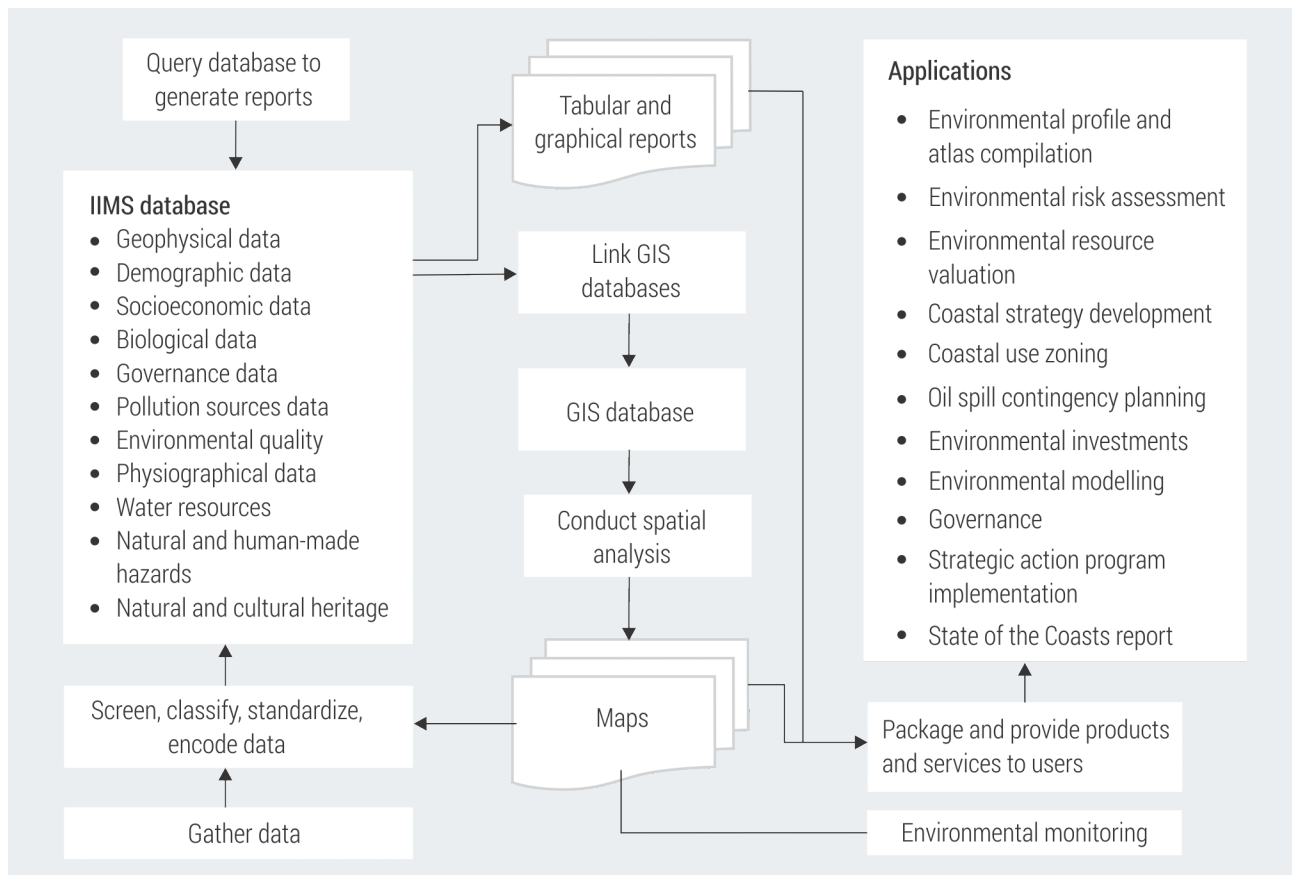 Query database to
generate reports
IIMS database
• Geophysical data
• Demographic data
• Socioeconomic data
• Biological data
• Governance data
• Pollution sources data
• Environmental quality
• Physiographical data
• Water resources
• Natural and human-made
hazards
• Natural and cultural heritage
Screen, classify, standardize,
encode data
Gather data
Tabular and
graphical reports
Link GIS
databases
GIS database
Conduct spatial
analysis
Maps
Applications
• Environmental profile and
atlas compilation
• Environmental risk assessment
• Environmental resource
valuation
• Coastal strategy development
• Coastal use zoning
• Oil spill contingency planning
• Environmental investments
• Environmental modelling
• Governance
• Strategic action program
implementation
• State of the Coasts report
Package and provide products
and services to users
Environmental monitoring